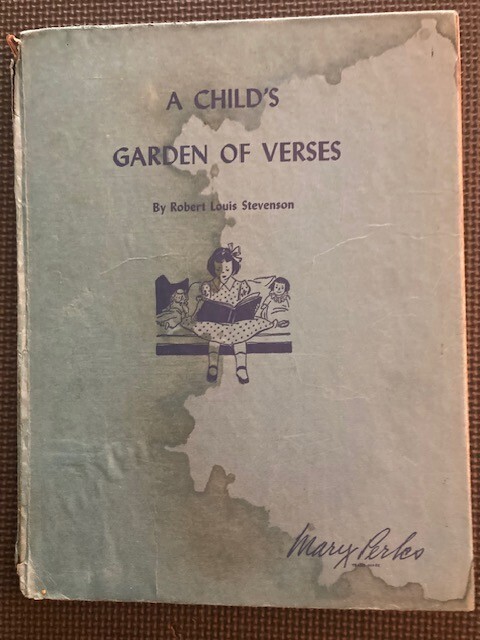 A CHILD'S
GARDEN OF VERSES
By Robert Louis Stevenson
Mary Perks